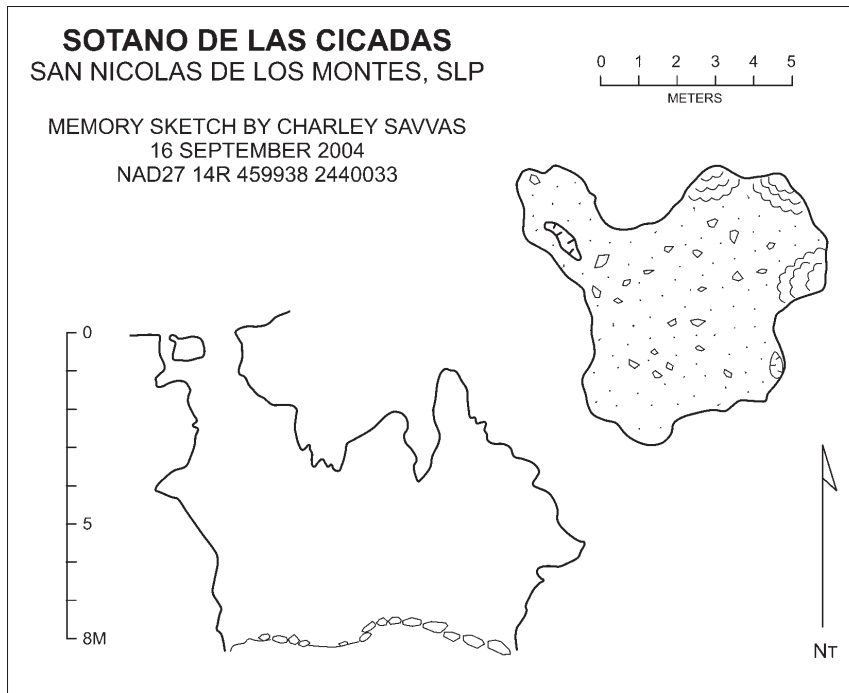 SOTANO DE LAS CICADAS
SAN NICOLAS DE LOS MONTES, SLP
MEMORY SKETCH BY CHARLEY SAVVAS
16 SEPTEMBER 2004
NAD27 14R 459938 2440033
0 1 2 3 4 5
METERS
0
5
8M
NT